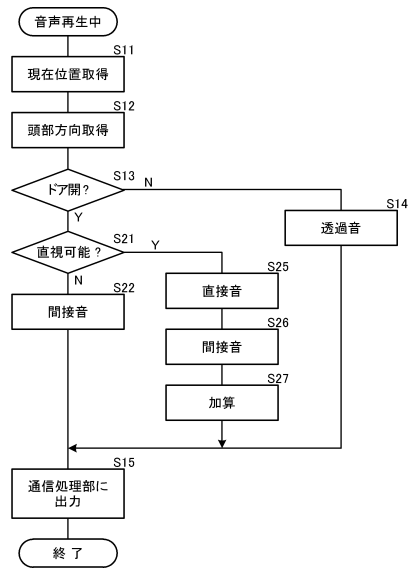 音声再生中
S11
現在位置取得
S12
頭部方向取得
S13
ドア開?
N
Y
S14
透過音
S21
直視可能?
Y
N
S25
直接音
S22
間接音
S26
間接音
S27
加算
S15
通信処理部に
出力
終了